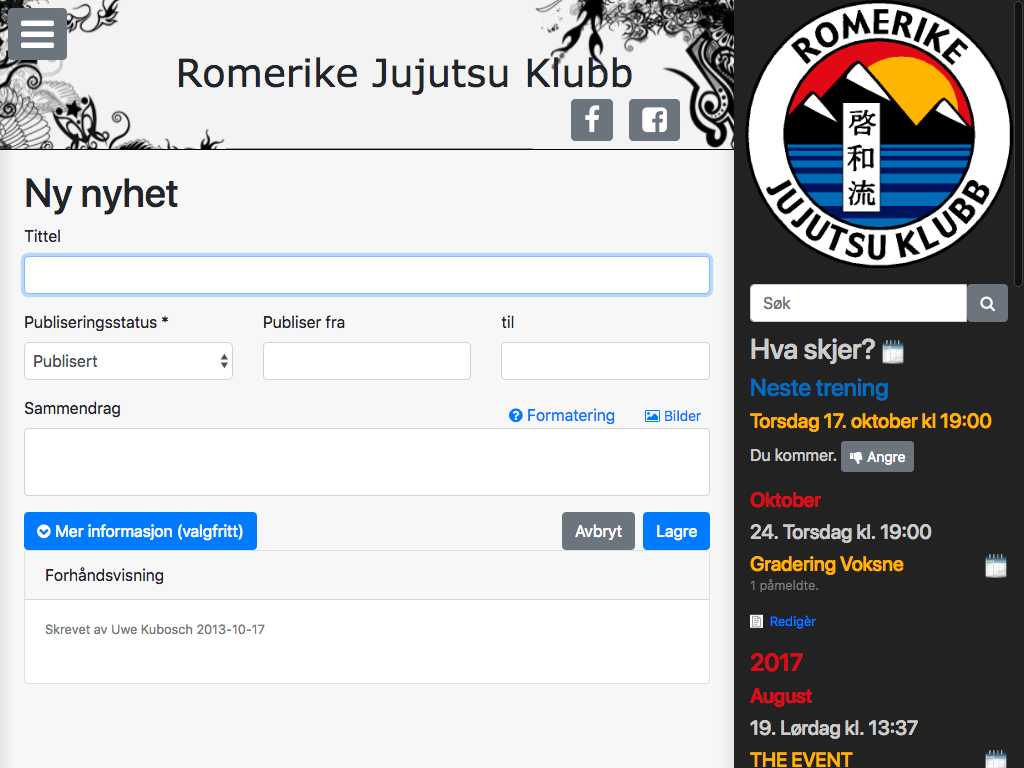 Romerike Jujutsu Klubb
Ny nyhet
Tittel
Publiseringsstatus *
Publiser fra
til
Publisert
Sammendrag
Formatering
Bilder
Mer informasjon (valgfritt)
Avbryt
Lagre
Forhåndsvisning
Skrevet av Uwe Kubosch 2013-10-17
ROMERIKE
啓和流
JUJUTSU KLUBB
Søk
Hva skjer?
Neste trening
Torsdag 17. oktober kl 19:00
Du kommer.
Angre
Oktober
24. Torsdag kl. 19:00
Gradering Voksne
1 påmeldte.
Redigèr
2017
August
19. Lørdag kl. 13:37
THE EVENT